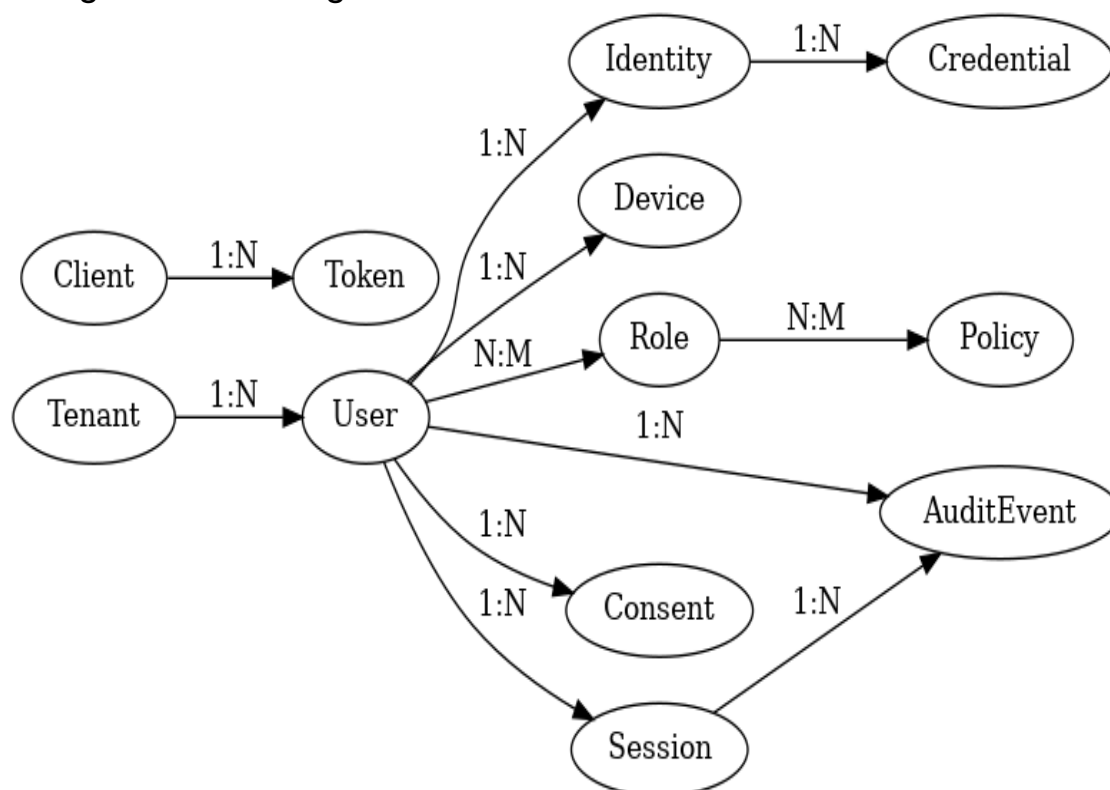 Identity
1:N
Credential
1:N
Device
Client
1:N
Token
1:N
Role
N:M
Policy
N:M
Tenant
1:N
User
1:N
AuditEvent
1:N
Consent
1:N
1:N
Session